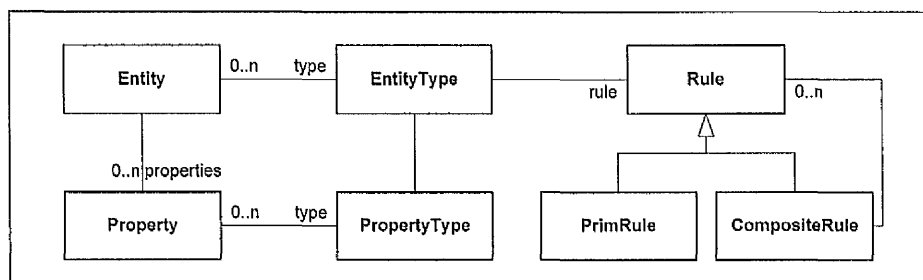 Entity
0..n
type
EntityType
rule
Rule
0..n
0..n properties
Property
0..n
type
PropertyType
PrimRule
CompositeRule